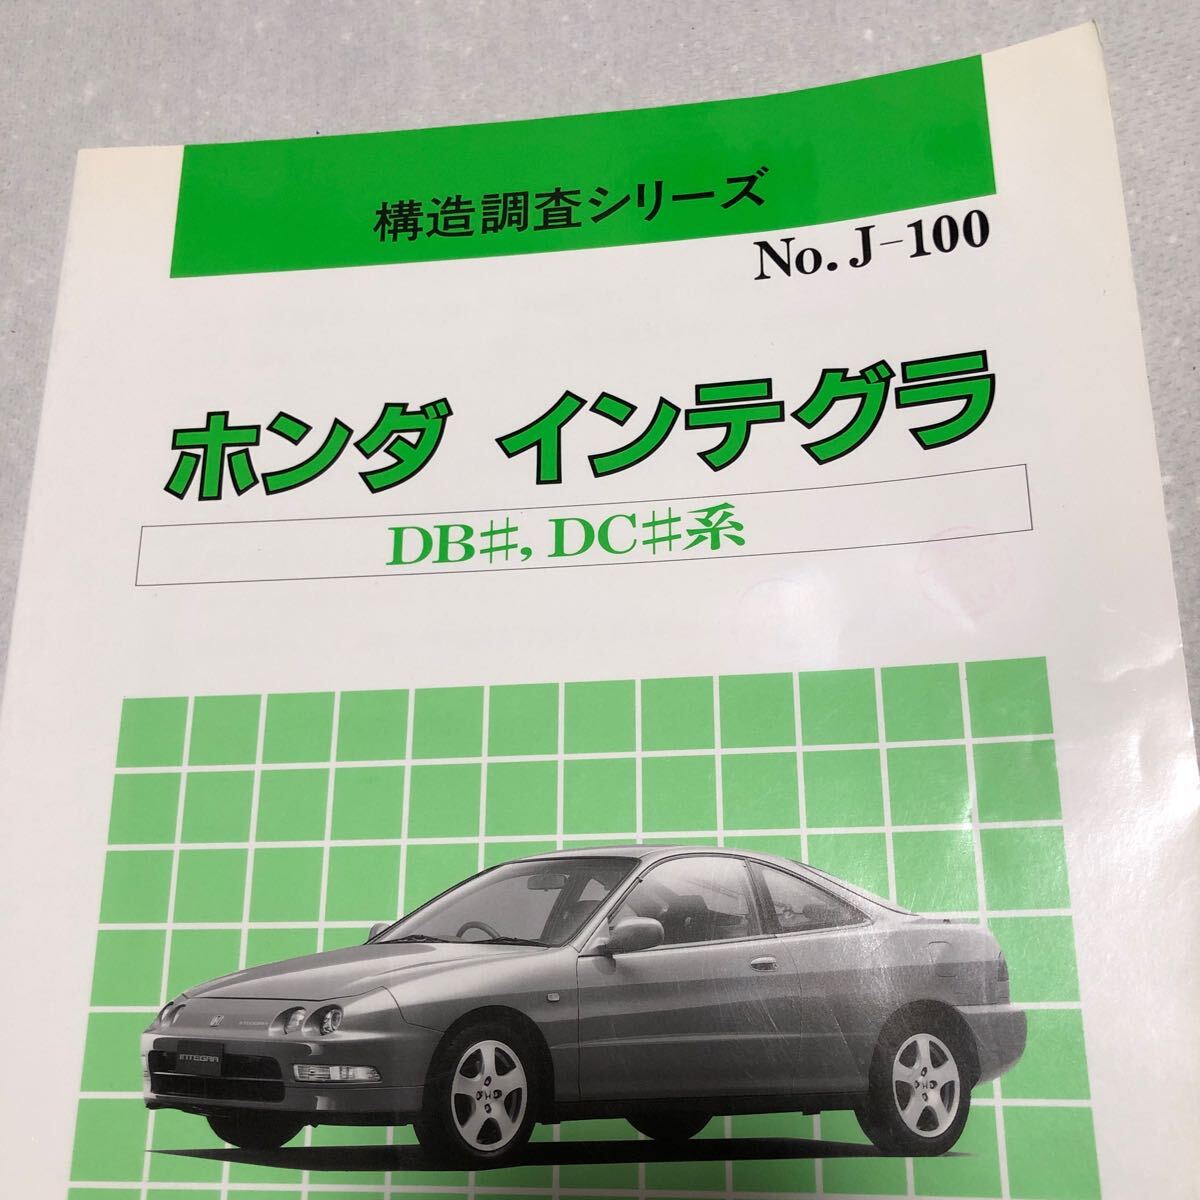 構造調査シリーズ
No. J-100
ホンダ インテグラ
DB♯, DC♯系
INTEGRA
INTEGRA